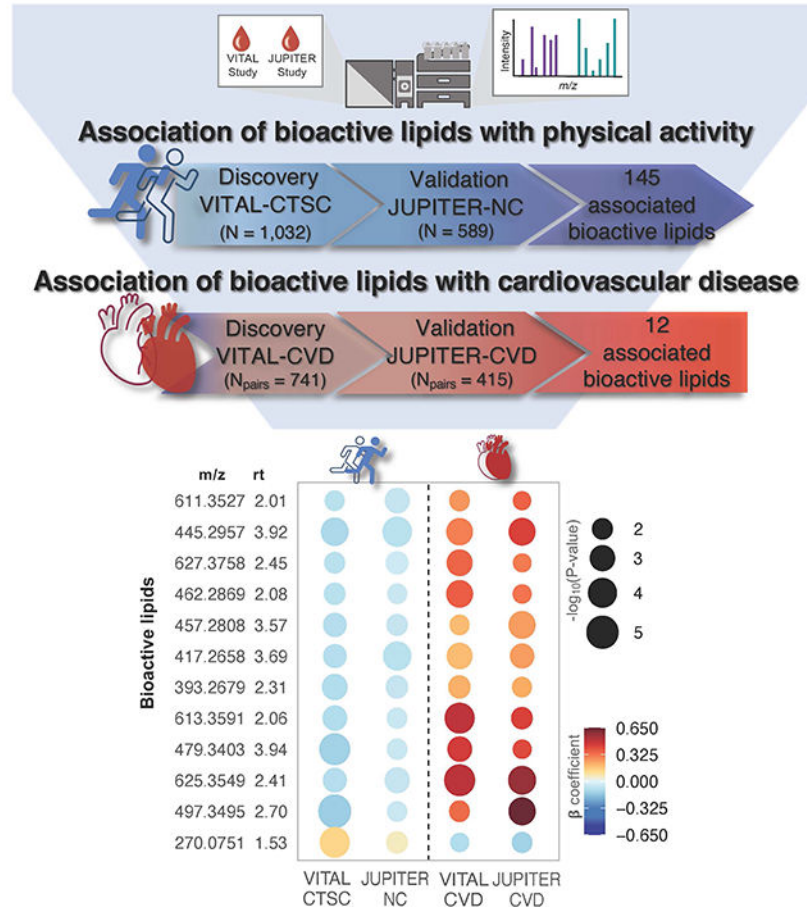 VITAL JUPITER
Study Study
Intensity
m/z
Association of bioactive lipids with physical activity
Discovery
VITAL-CTSC
(N = 1,032)
Validation
JUPITER-NC
(N = 589)
145
associated
bioactive lipids
Association of bioactive lipids with cardiovascular disease
Discovery
VITAL-CVD
(Npairs = 741)
Validation
JUPITER-CVD
(Npairs = 415)
12
associated
bioactive lipids
m/z rt
Bioactive lipids
611.3527 2.01
445.2957 3.92
627.3758 2.45
462.2869 2.08
457.2808 3.57
417.2658 3.69
393.2679 2.31
613.3591 2.06
479.3403 3.94
625.3549 2.41
497.3495 2.70
270.0751 1.53
VITAL JUPITER VITAL JUPITER
CTSC NC CVD CVD
-log10(P-value)
2
3
4
5
β coefficient
0.650
0.325
0.000
−0.325
−0.650